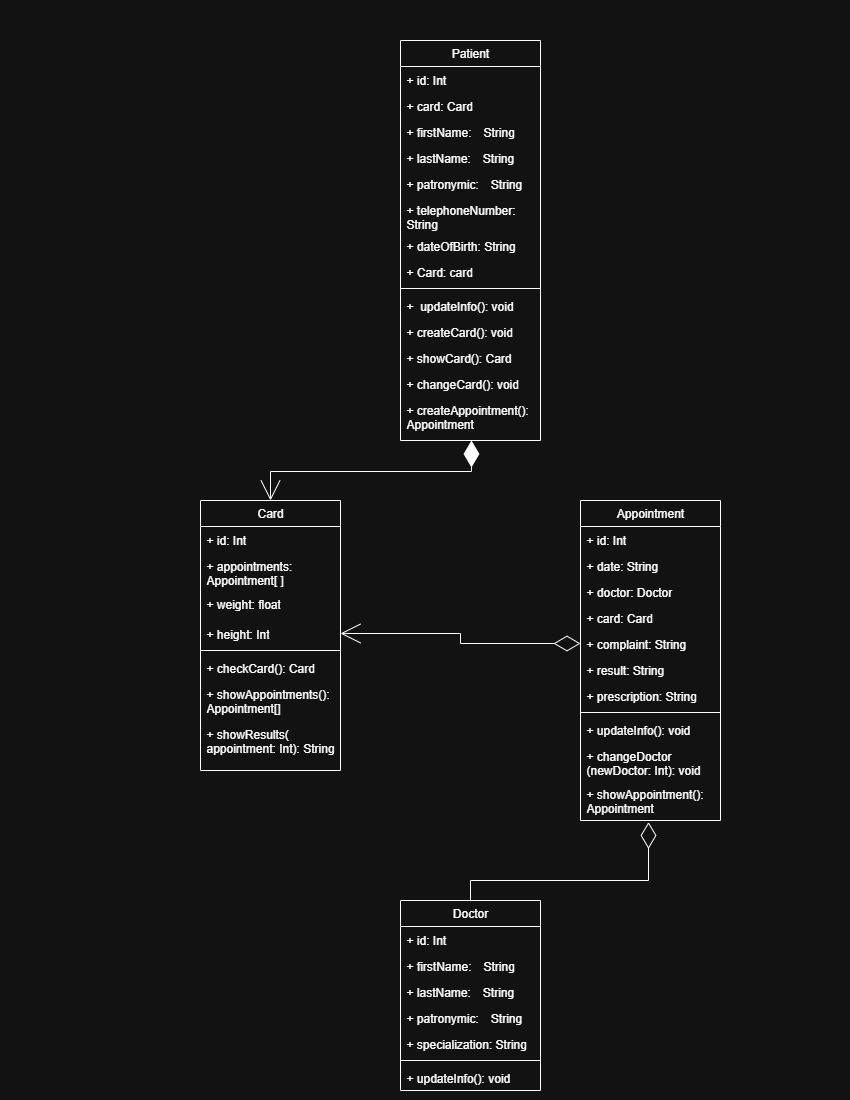 Patient
+ id: Int
+ card: Card
+ firstName: String
+ lastName: String
+ patronymic: String
+ telephoneNumber:
String
+ dateOfBirth: String
+ Card: card
+ updateInfo(): void
+ createCard(): void
+ showCard(): Card
+ changeCard(): void
+ createAppointment():
Appointment
Card
+ id: Int
+ appointments:
Appointment[ ]
+ weight: float
+ height: Int
+ checkCard(): Card
+ showAppointments():
Appointment[]
+ showResults(
appointment: Int): String
Appointment
+ id: Int
+ date: String
+ doctor: Doctor
+ card: Card
+ complaint: String
+ result: String
+ prescription: String
+ updateInfo(): void
+ changeDoctor
(newDoctor: Int): void
+ showAppointment():
Appointment
Doctor
+ id: Int
+ firstName: String
+ lastName: String
+ patronymic: String
+ specialization: String
+ updateInfo(): void